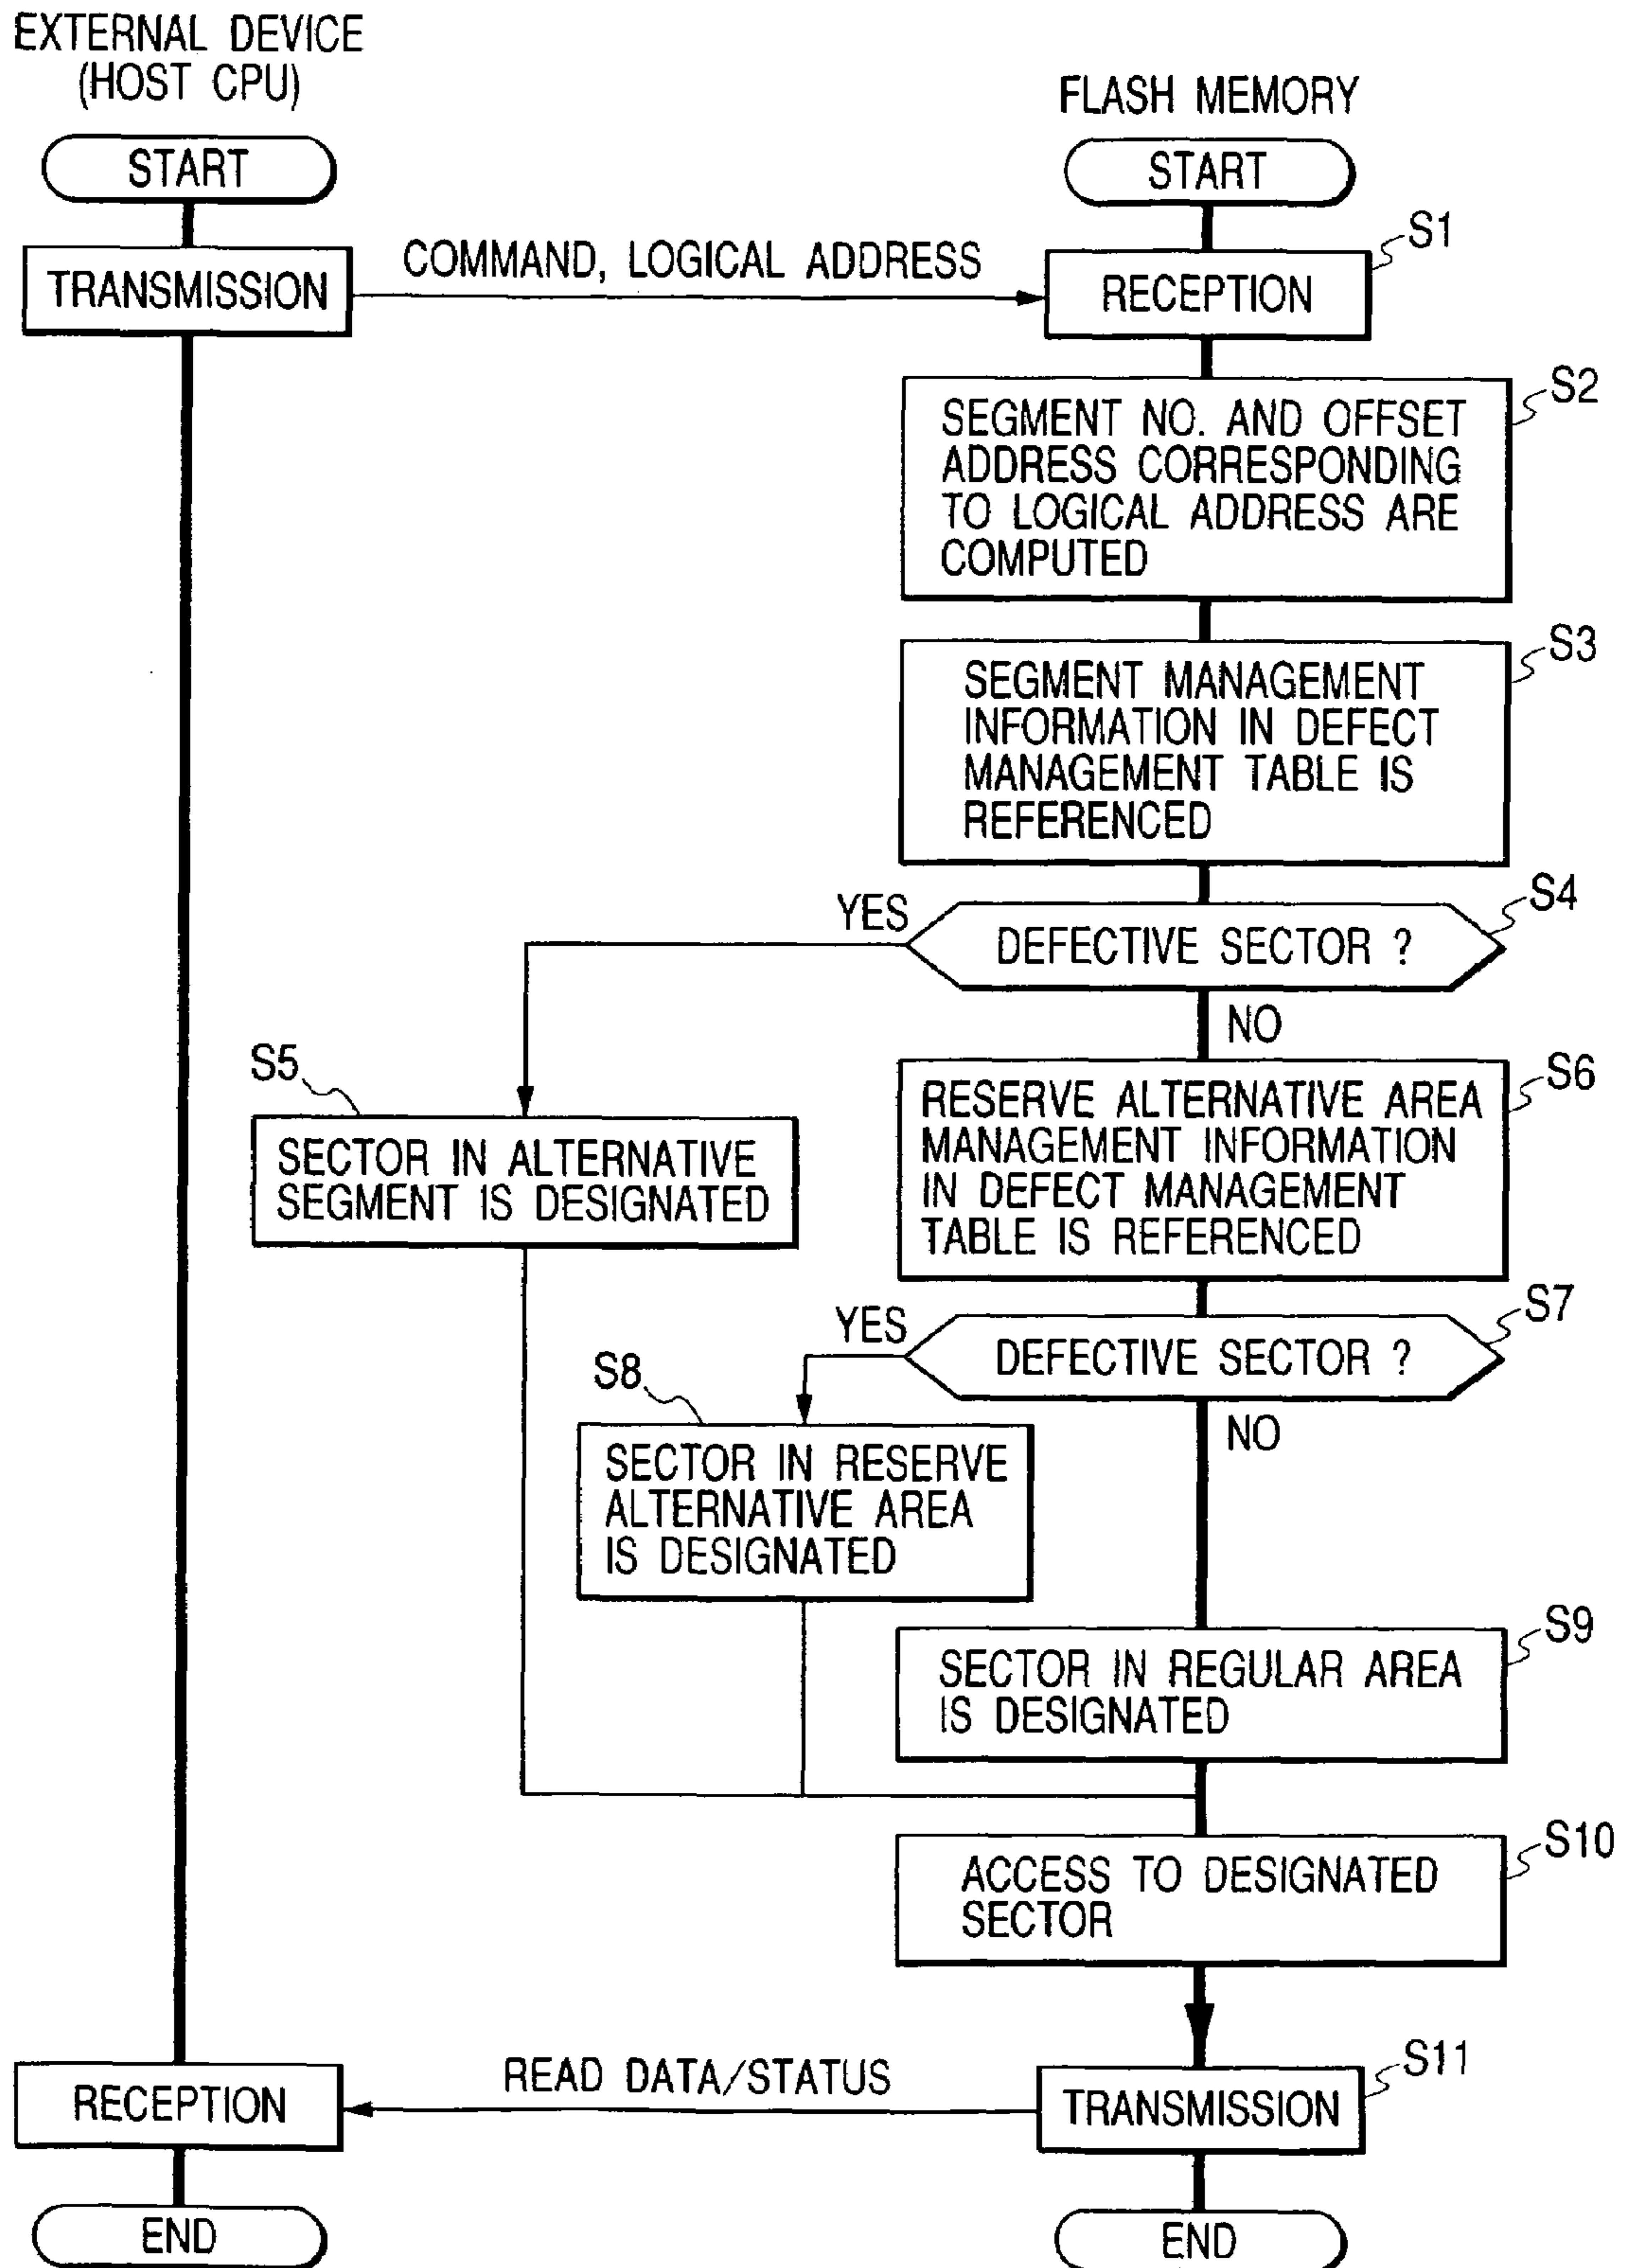 EXTERNAL DEVICE
(HOST CPU)
FLASH MEMORY
START
START
S1
TRANSMISSION
COMMAND, LOGICAL ADDRESS
RECEPTION
S2
SEGMENT NO. AND OFFSET
ADDRESS CORRESPONDING
TO LOGICAL ADDRESS ARE
COMPUTED
S3
SEGMENT MANAGEMENT
INFORMATION IN DEFECT
MANAGEMENT TABLE IS
REFERENCED
S4
YES
DEFECTIVE SECTOR ?
NO
S5
SECTOR IN ALTERNATIVE
SEGMENT IS DESIGNATED
S6
RESERVE ALTERNATIVE AREA
MANAGEMENT INFORMATION
IN DEFECT MANAGEMENT
TABLE IS REFERENCED
S7
YES
DEFECTIVE SECTOR ?
NO
S8
SECTOR IN RESERVE
ALTERNATIVE AREA
IS DESIGNATED
S9
SECTOR IN REGULAR AREA
IS DESIGNATED
S10
ACCESS TO DESIGNATED
SECTOR
S11
RECEPTION
READ DATA/STATUS
TRANSMISSION
END
END